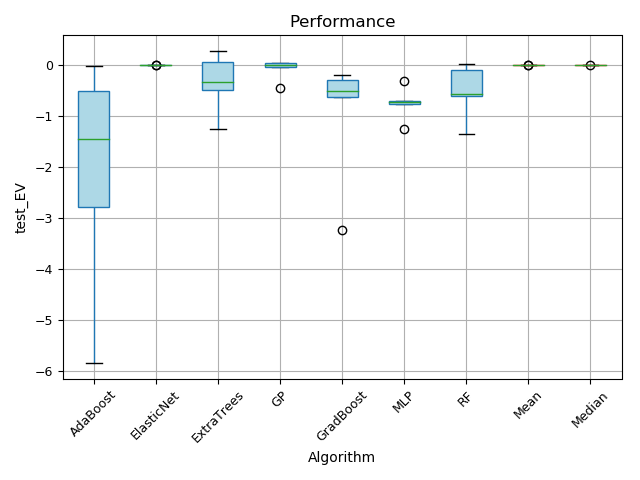 Performance
test_EV
0
−1
−2
−3
−4
−5
−6
AdaBoost
ElasticNet
ExtraTrees
GP
GradBoost
MLP
RF
Mean
Median
Algorithm